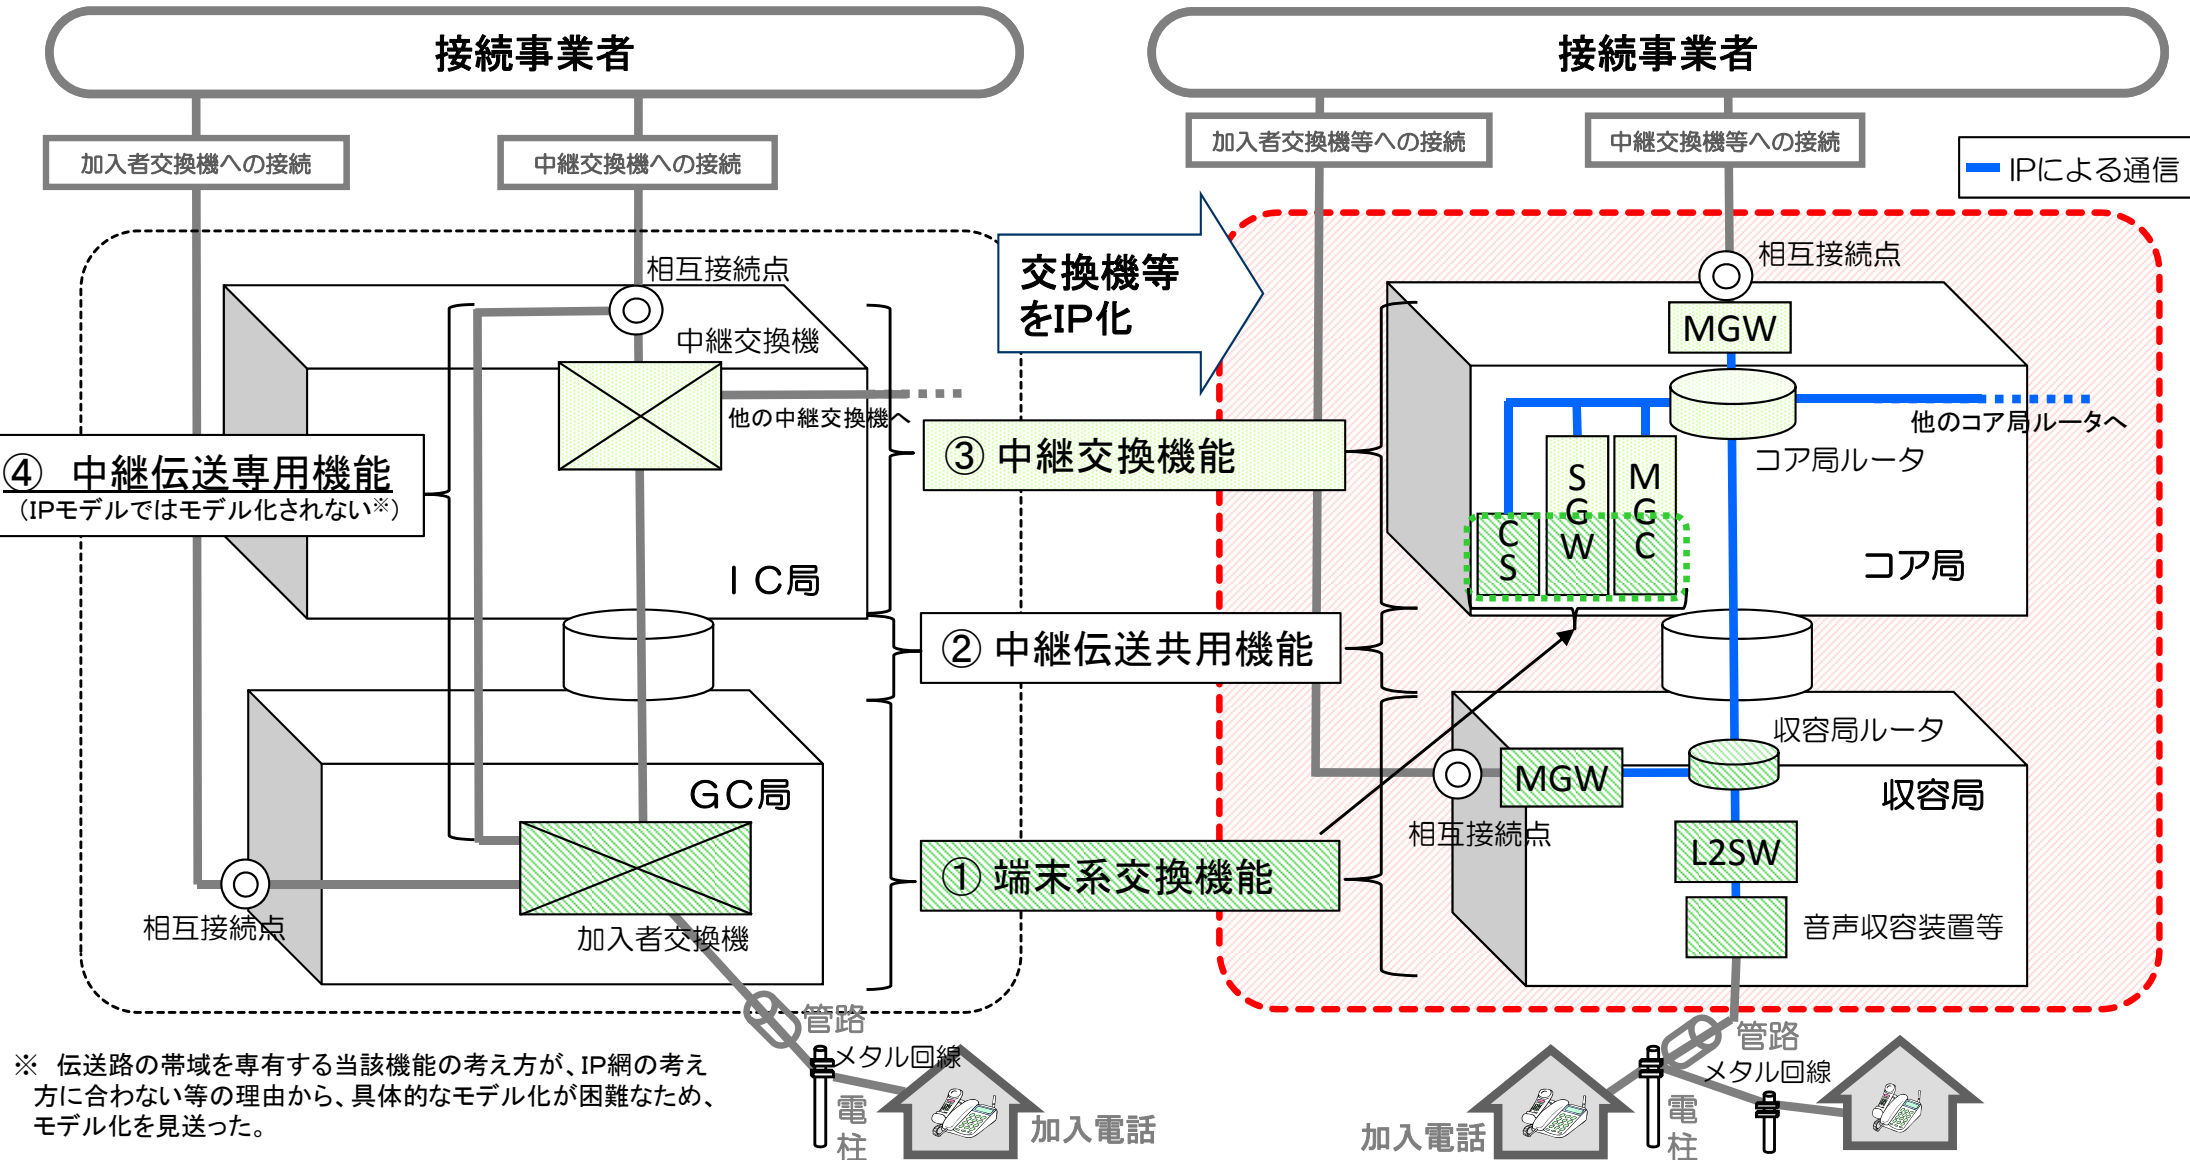 接続事業者
接続事業者
加入者交換機への接続
中継交換機への接続
加入者交換機等への接続
中継交換機等への接続
IPによる通信
相互接続点
交換機等
をIP化
相互接続点
中継交換機
MGW
他の中継交換機へ
他のコア局ルータへ
④ 中継伝送専用機能
(IPモデルではモデル化されない※)
③ 中継交換機能
コア局ルータ
CS
SGW
MGC
IC局
コア局
② 中継伝送共用機能
収容局ルータ
GC局
MGW
収容局
相互接続点
L2SW
① 端末系交換機能
相互接続点
加入者交換機
音声収容装置等
管路
メタル回線
電柱
加入電話
管路
メタル回線
電柱
加入電話
※ 伝送路の帯域を専有する当該機能の考え方が、IP網の考え
方に合わない等の理由から、具体的なモデル化が困難なため、
モデル化を見送った。